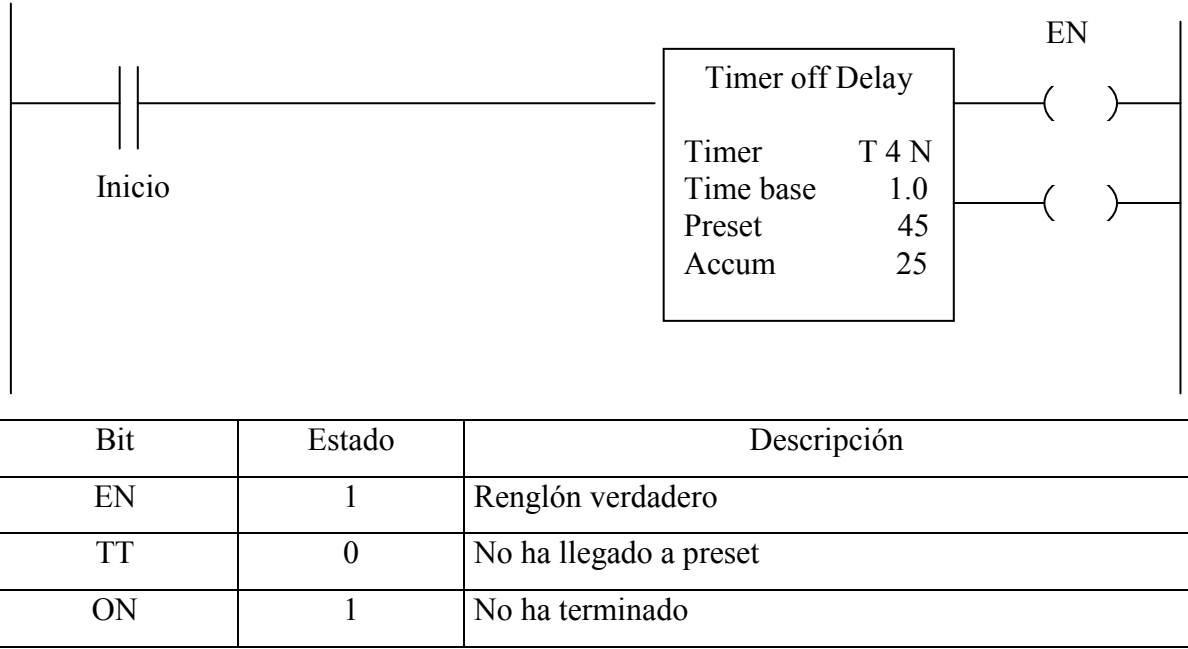 EN
Timer off Delay
Timer T 4 N
Time base 1.0
Preset 45
Accum 25
Inicio
Bit Estado Descripción
EN 1 Renglón verdadero
TT 0 No ha llegado a preset
ON 1 No ha terminado